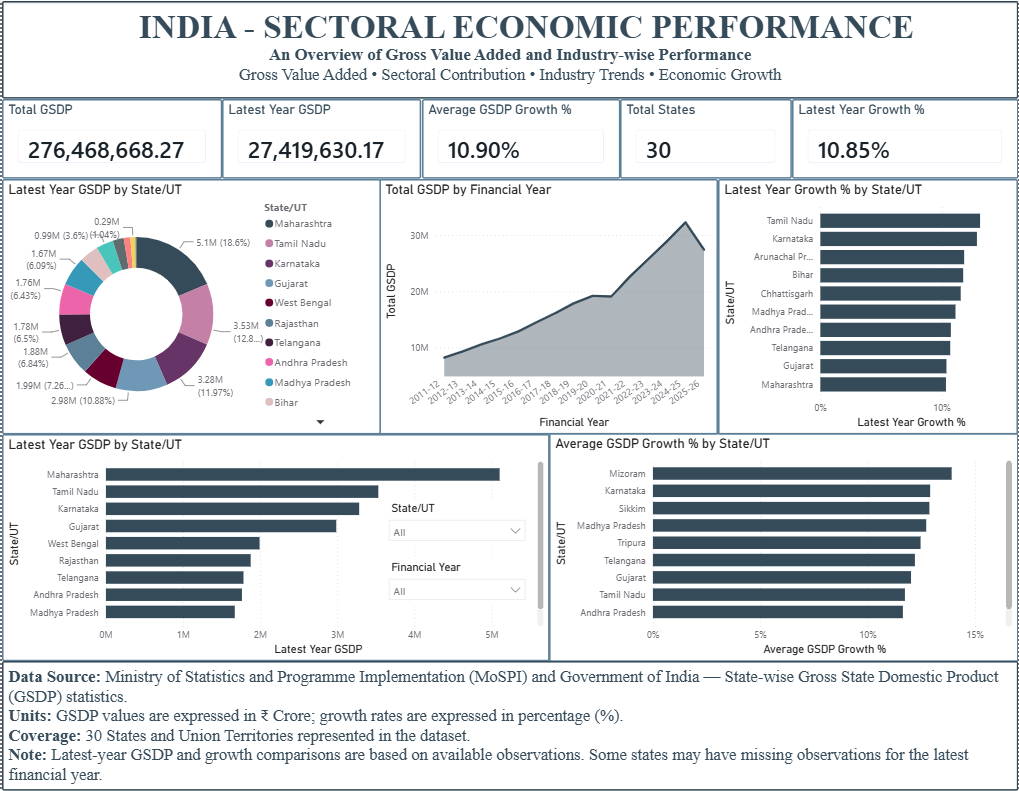 INDIA - SECTORAL ECONOMIC PERFORMANCE
An Overview of Gross Value Added and Industry-wise Performance
Gross Value Added • Sectoral Contribution • Industry Trends • Economic Growth
Total GSDP
276,468,668.27
Latest Year GSDP
27,419,630.17
Average GSDP Growth %
10.90%
Total States
30
Latest Year Growth %
10.85%
Latest Year GSDP by State/UT
0.29M
(1.04%)
0.99M (3.6%)
1.67M
(6.09%)
1.76M
(6.43%)
1.78M
(6.5%)
1.88M
(6.84%)
1.99M (7.26...)
2.98M (10.88%)
3.28M
(11.97%)
3.53M
(12.8...)
5.1M (18.6%)
State/UT
Maharashtra
Tamil Nadu
Karnataka
Gujarat
West Bengal
Rajasthan
Telangana
Andhra Pradesh
Madhya Pradesh
Bihar
Total GSDP by Financial Year
Total GSDP
30M
20M
10M
2011-12
2012-13
2013-14
2014-15
2015-16
2016-17
2017-18
2018-19
2019-20
2020-21
2021-22
2022-23
2023-24
2024-25
2025-26
Financial Year
Latest Year Growth % by State/UT
State/UT
Tamil Nadu
Karnataka
Arunachal Pr...
Bihar
Chhattisgarh
Madhya Prad...
Andhra Prade...
Telangana
Gujarat
Maharashtra
0%
10%
Latest Year Growth %
Latest Year GSDP by State/UT
State/UT
Maharashtra
Tamil Nadu
Karnataka
Gujarat
West Bengal
Rajasthan
Telangana
Andhra Pradesh
Madhya Pradesh
0M
1M
2M
3M
4M
5M
Latest Year GSDP
State/UT
All
Financial Year
All
Average GSDP Growth % by State/UT
State/UT
Mizoram
Karnataka
Sikkim
Madhya Pradesh
Tripura
Telangana
Gujarat
Tamil Nadu
Andhra Pradesh
0%
5%
10%
15%
Average GSDP Growth %
Data Source: Ministry of Statistics and Programme Implementation (MoSPI) and Government of India — State-wise Gross State Domestic Product
(GSDP) statistics.
Units: GSDP values are expressed in ₹ Crore; growth rates are expressed in percentage (%).
Coverage: 30 States and Union Territories represented in the dataset.
Note: Latest-year GSDP and growth comparisons are based on available observations. Some states may have missing observations for the latest
financial year.